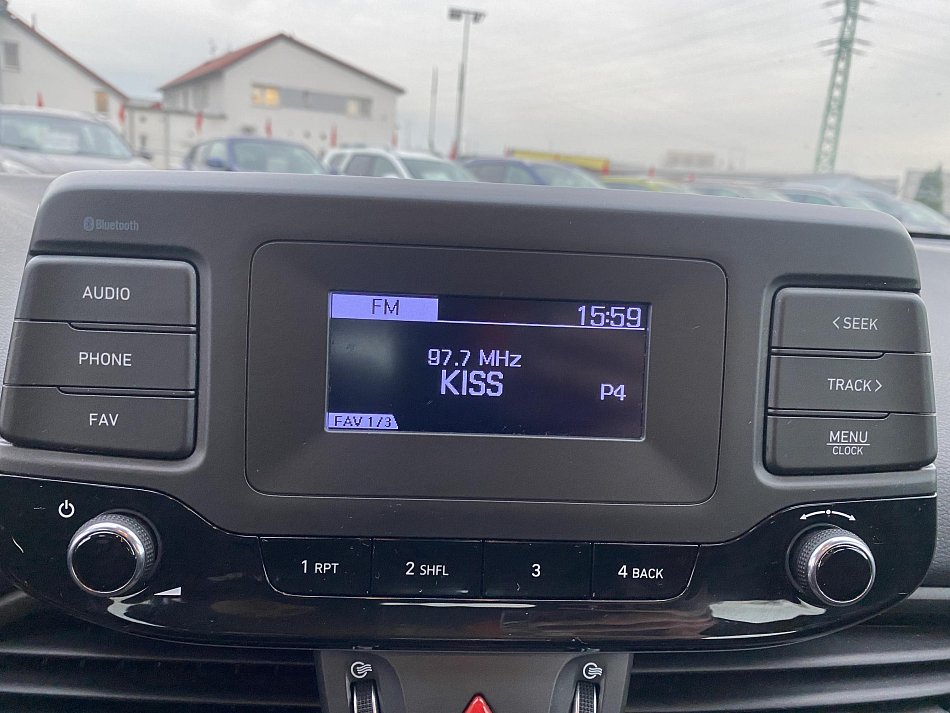 Bluetooth
AUDIO
PHONE
FAV
FM
15:59
97.7 MHz
KISS
P4
FAV 1/3
< SEEK
TRACK >
MENU
CLOCK
1 RPT
2 SHFL
3
4 BACK